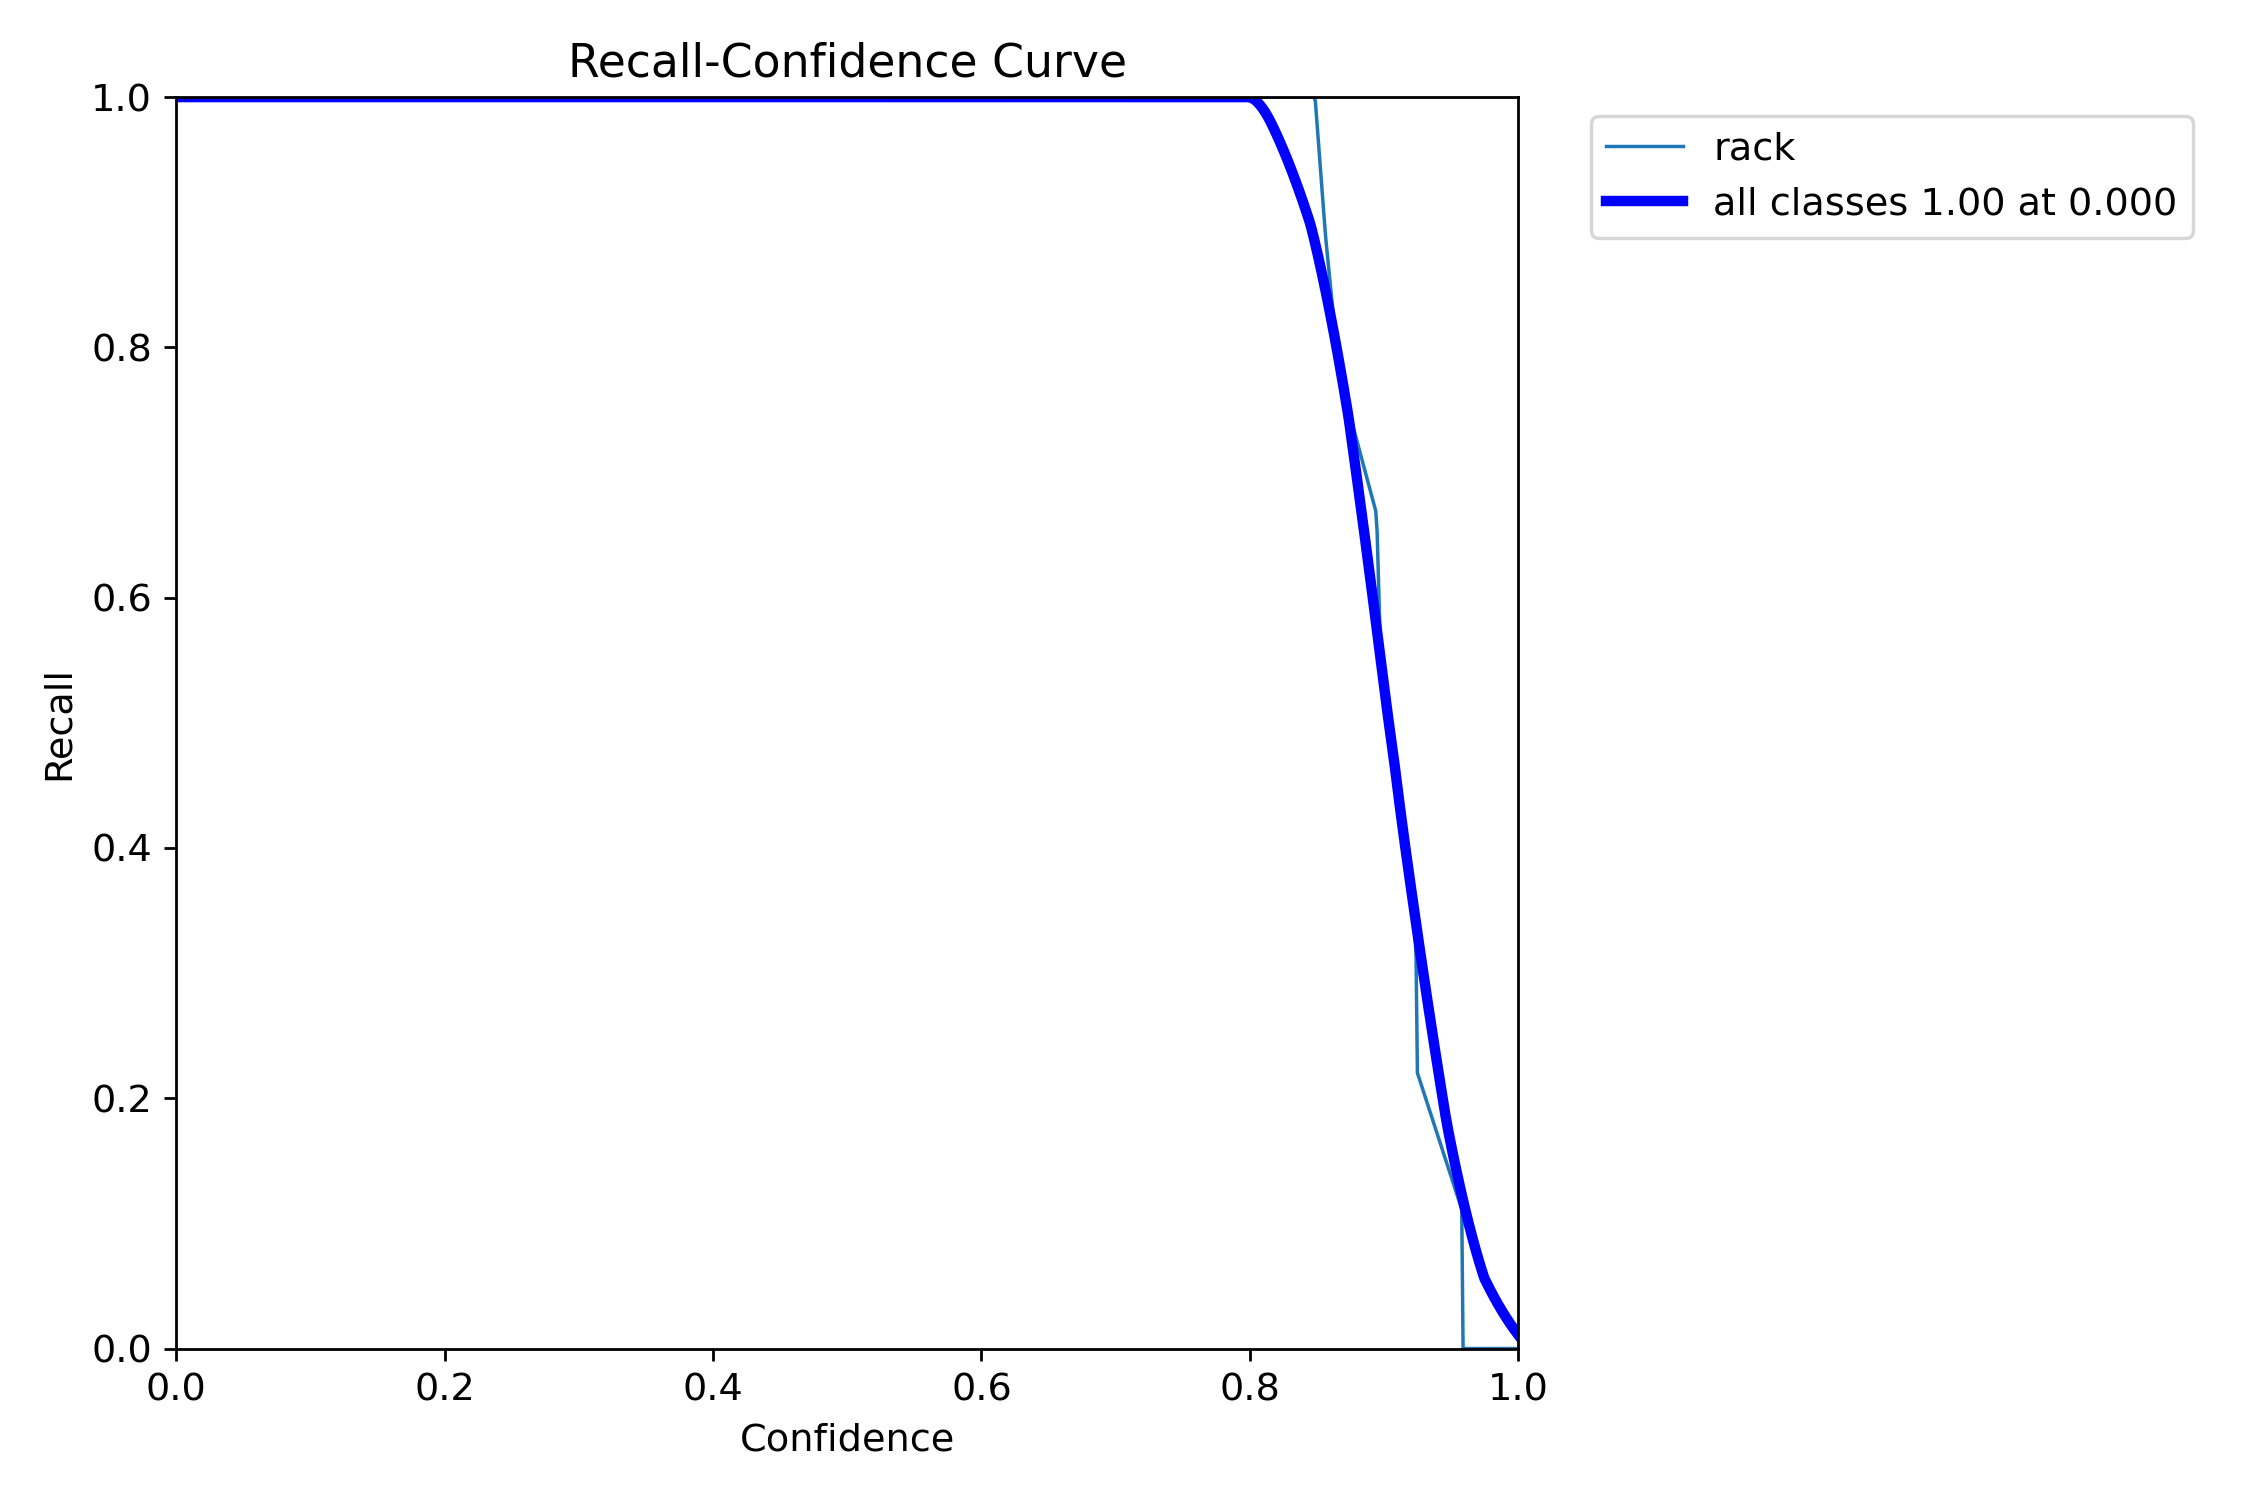 Recall-Confidence Curve
1.0
0.8
0.6
0.4
0.2
0.0
Recall
0.0 0.2 0.4 0.6 0.8 1.0
Confidence
rack
all classes 1.00 at 0.000